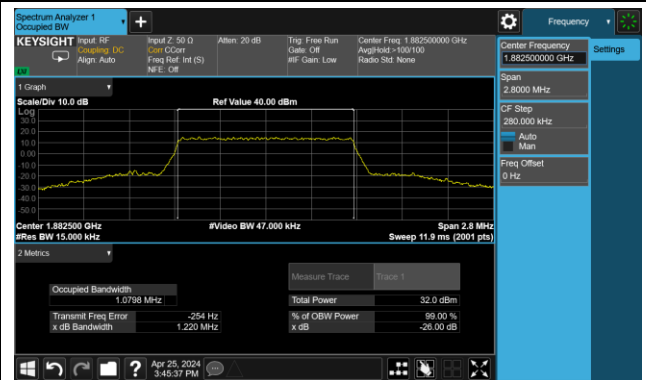 Spectrum Analyzer 1
Occupied BW
Frequency
KEYSIGHT
Input: RF
Coupling: DC
Align: Auto
Input Z: 50 Ω
Corr CCorr
Freq Ref: Int (S)
NFE: Off
Atten: 20 dB
Trig: Free Run
Gate: Off
#IF Gain: Low
Center Freq: 1.882500000 GHz
Avg|Hold:>100/100
Radio Std: None
Center Frequency
1.882500000 GHz
Settings
Span
2.8000 MHz
CF Step
280.000 kHz
Auto
Man
Freq Offset
0 Hz
1 Graph
Scale/Div 10.0 dB
Ref Value 40.00 dBm
Log
30.0
20.0
10.0
0.00
-10.0
-20.0
-30.0
-40.0
-50.0
Center 1.882500 GHz
#Video BW 47.000 kHz
Span 2.8 MHz
#Res BW 15.000 kHz
Sweep 11.9 ms (2001 pts)
2 Metrics
Measure Trace
Trace 1
Occupied Bandwidth
1.0798 MHz
Total Power
32.0 dBm
Transmit Freq Error
-254 Hz
% of OBW Power
99.00 %
x dB Bandwidth
1.220 MHz
x dB
-26.00 dB
Apr 25, 2024
3:45:37 PM